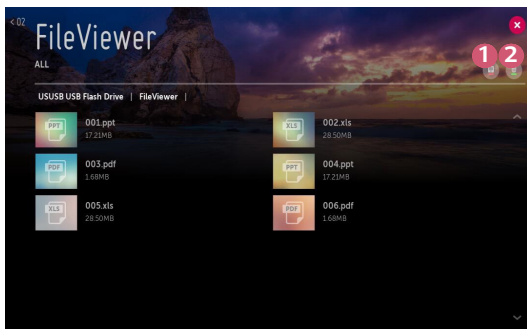 < 02
FileViewer
ALL
1 2
USUSB USB Flash Drive | FileViewer |
PPT 001.ppt
17.21MB
XLS 002.xls
28.50MB
PDF 003.pdf
1.68MB
PPT 004.ppt
17.21MB
XLS 005.xls
28.50MB
PDF 006.pdf
1.68MB